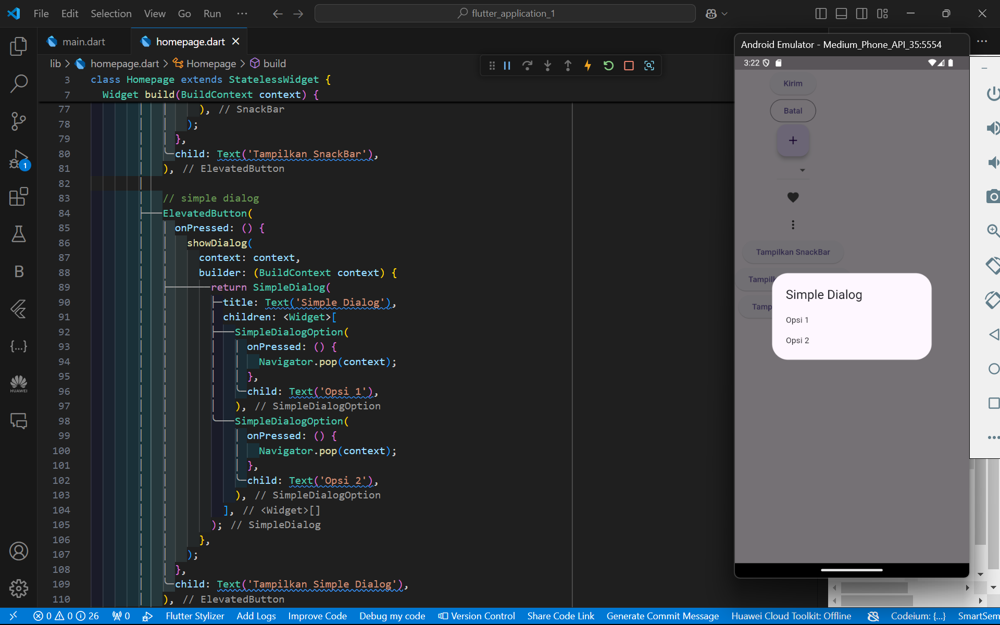 File Edit Selection View Go Run ··· flutter_application_1
main.dart homepage.dart
lib > homepage.dart > Homepage > build
3 class Homepage extends StatelessWidget {
7 Widget build(BuildContext context) {
77 ), // SnackBar
78 );
79 },
80 child: Text('Tampilkan SnackBar'),
81 ), // ElevatedButton
82
83 // simple dialog
84 ElevatedButton(
85 onPressed: () {
86 showDialog(
87 context: context,
88 builder: (BuildContext context) {
89 return SimpleDialog(
90 title: Text('Simple Dialog'),
91 children: <Widget>[
92 SimpleDialogOption(
93 onPressed: () {
94 Navigator.pop(context);
95 },
96 child: Text('Opsi 1'),
97 ), // SimpleDialogOption
98 SimpleDialogOption(
99 onPressed: () {
100 Navigator.pop(context);
101 },
102 child: Text('Opsi 2'),
103 ), // SimpleDialogOption
104 ], // <Widget>[]
105 ); // SimpleDialog
106 },
107 );
108 },
109 child: Text('Tampilkan Simple Dialog'),
110 ), // ElevatedButton
1
B
{...}
HUAWEI
Android Emulator - Medium_Phone_API_35:5554
3:22
Kirim
Batal
+
Tampilkan SnackBar
Tampilk
Tamp
Simple Dialog
Opsi 1
Opsi 2
0 0 26 0 Flutter Stylizer Add Logs Improve Code Debug my code Version Control Share Code Link Generate Commit Message Huawei Cloud Toolkit: Offline Codeium: {...} SmartSem